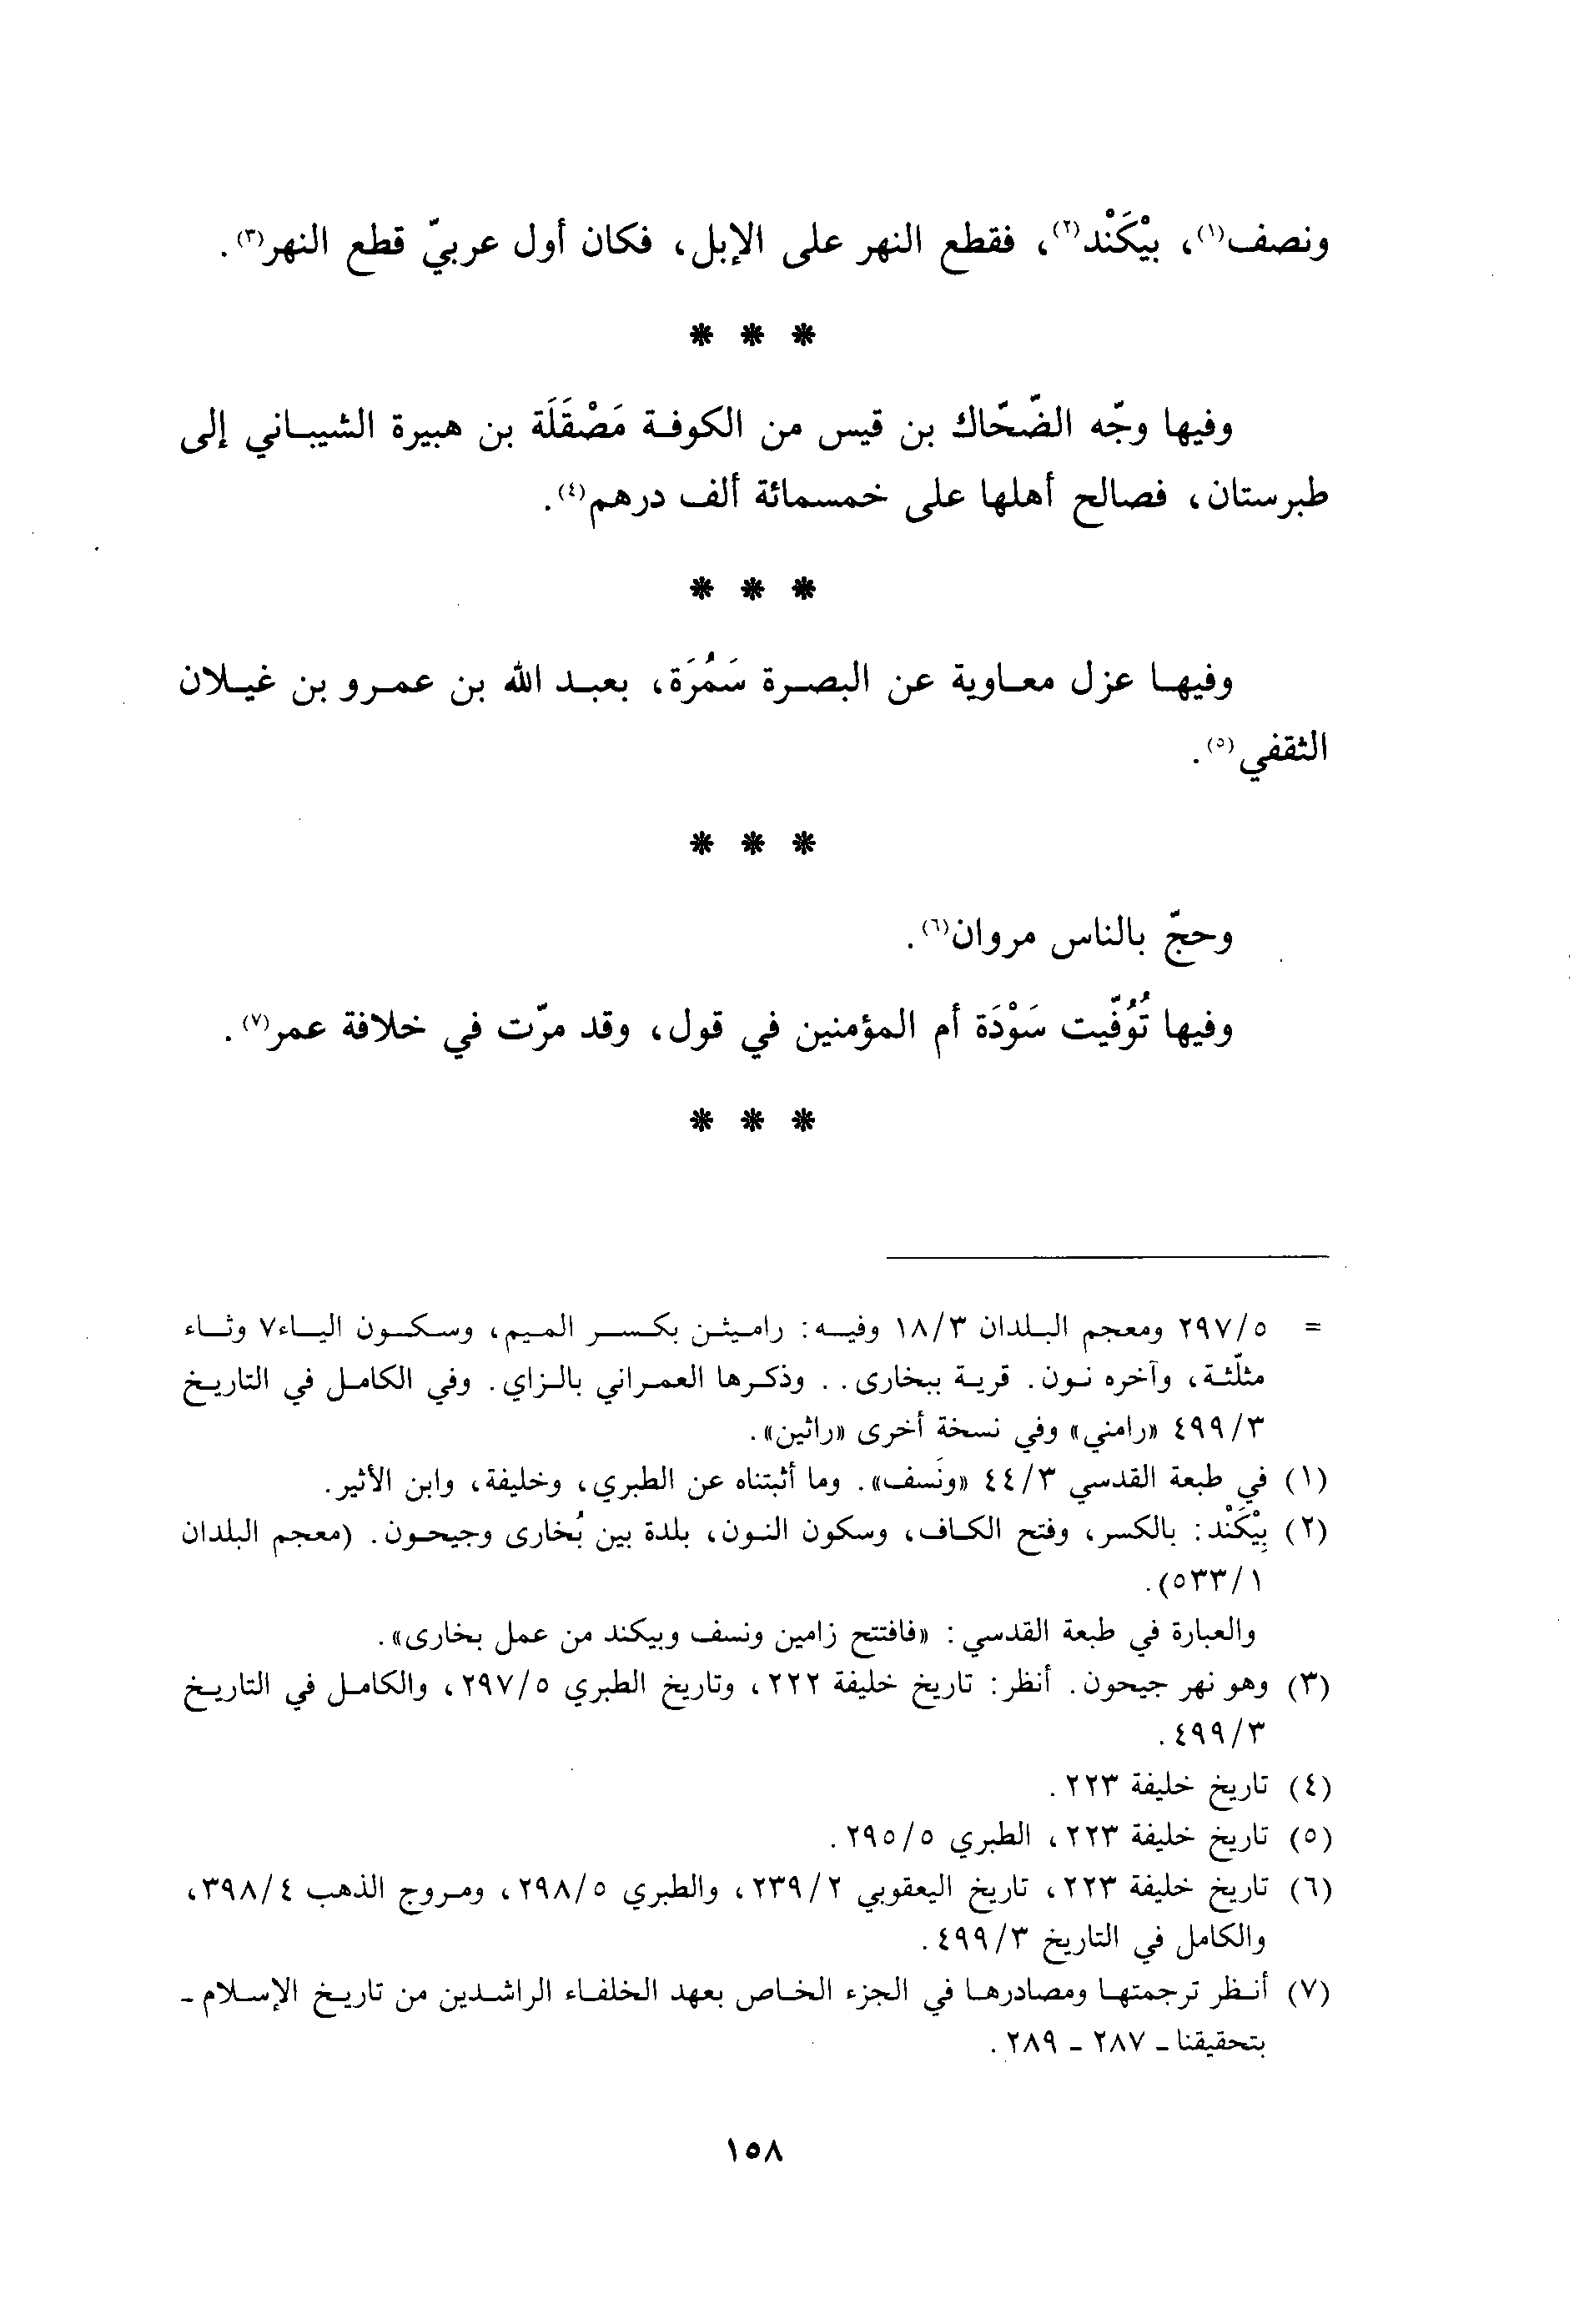 ونصف(١)، بيْكَنْد(٢)، فقطع النهر على الإبل، فكان أول عربيّ قطع النهر(٣).
* * *
وفيها وجّه الضّحّاك بن قيس من الكوفة مَصْقَلَة بن هبيرة الشيباني إلى
طبرستان، فصالح أهلها على خمسمائة ألف درهم(٤).
* * *
وفيها عزل معاوية عن البصرة سَمُرَة، بعبد الله بن عمرو بن غيلان
الثقفي(٥).
* * *
وحجّ بالناس مروان(٦).
وفيها تُوُفّيت سَوْدَة أم المؤمنين في قول، وقد مرّت في خلافة عمر(٧).
* * *
= ٢٩٧/٥ ومعجم البلدان ١٨/٣ وفيه: راميثن بكسر الميم، وسكون الياء٧ وثاء
مثلّثة، وآخره نون. قرية ببخارى.. وذكرها العمراني بالزاي. وفي الكامل في التاريخ
٤٩٩/٣ «رامني» وفي نسخة أخرى «راثين».
(١) في طبعة القدسي ٤٤/٣ «ونَسف». وما أثبتناه عن الطبري، وخليفة، وابن الأثير.
(٢) بِيْكَنْد: بالكسر، وفتح الكاف، وسكون النون، بلدة بين بُخارى وجيحون. (معجم البلدان
٥٣٣/١).
والعبارة في طبعة القدسي: «فافتتح زامين ونسف وبيكند من عمل بخارى».
(٣) وهو نهر جيحون. أنظر: تاريخ خليفة ٢٢٢، وتاريخ الطبري ٢٩٧/٥، والكامل في التاريخ
٤٩٩/٣.
(٤) تاريخ خليفة ٢٢٣.
(٥) تاريخ خليفة ٢٢٣، الطبري ٢٩٥/٥.
(٦) تاريخ خليفة ٢٢٣، تاريخ اليعقوبي ٢٣٩/٢، والطبري ٢٩٨/٥، ومروج الذهب ٣٩٨/٤،
والكامل في التاريخ ٤٩٩/٣.
(٧) أنظر ترجمتها ومصادرها في الجزء الخاص بعهد الخلفاء الراشدين من تاريخ الإسلام -
بتحقيقنا - ٢٨٧ - ٢٨٩.
١٥٨